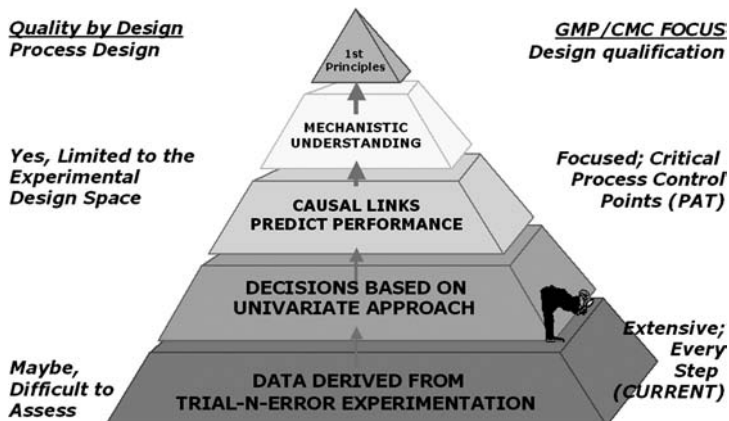 Quality by Design
Process Design
GMP/CMC FOCUS
Design qualification
1st
Principles
MECHANISTIC
UNDERSTANDING
Yes, Limited to the
Experimental
Design Space
Focused; Critical
Process Control
Points (PAT)
CAUSAL LINKS
PREDICT PERFORMANCE
DECISIONS BASED ON
UNIVARIATE APPROACH
Maybe,
Difficult to
Assess
Extensive;
Every
Step
(CURRENT)
DATA DERIVED FROM
TRIAL-N-ERROR EXPERIMENTATION